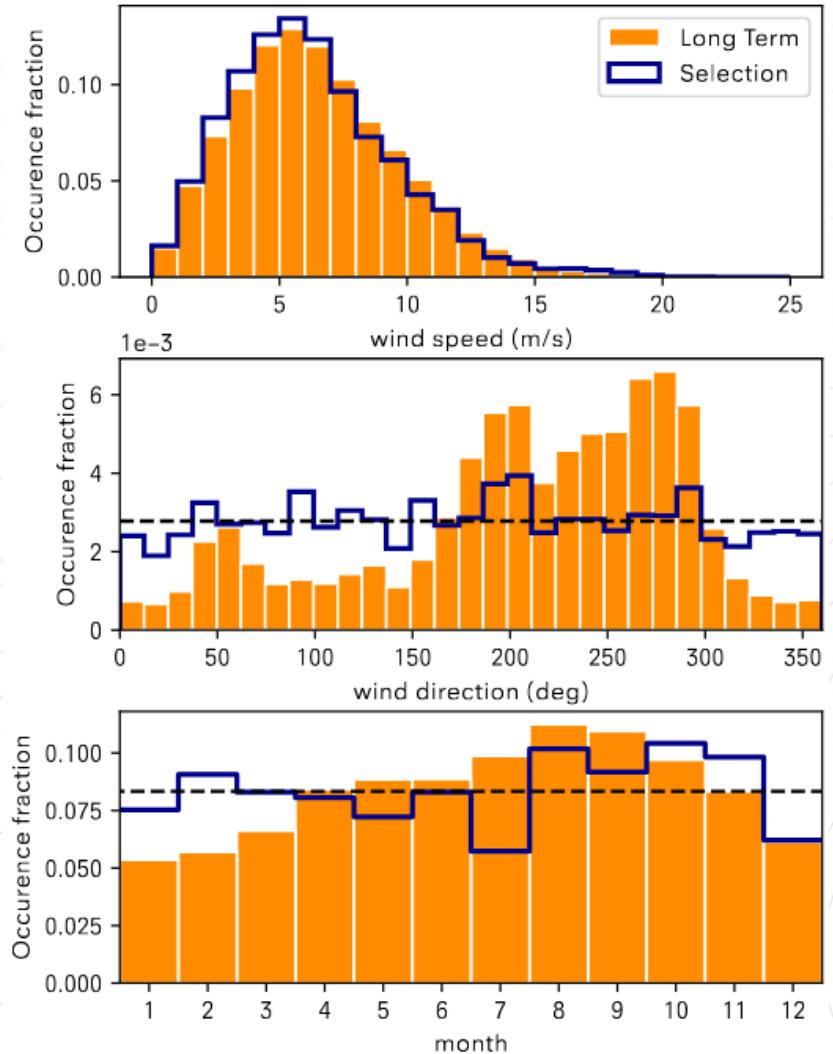 Long Term
Selection
0.10
0.05
0.00
Occurence fraction
0 5 10 15 20 25
wind speed (m/s)
1e-3
6
4
2
0
Occurence fraction
0 50 100 150 200 250 300 350
wind direction (deg)
0.100
0.075
0.050
0.025
0.000
Occurence fraction
1 2 3 4 5 6 7 8 9 10 11 12
month